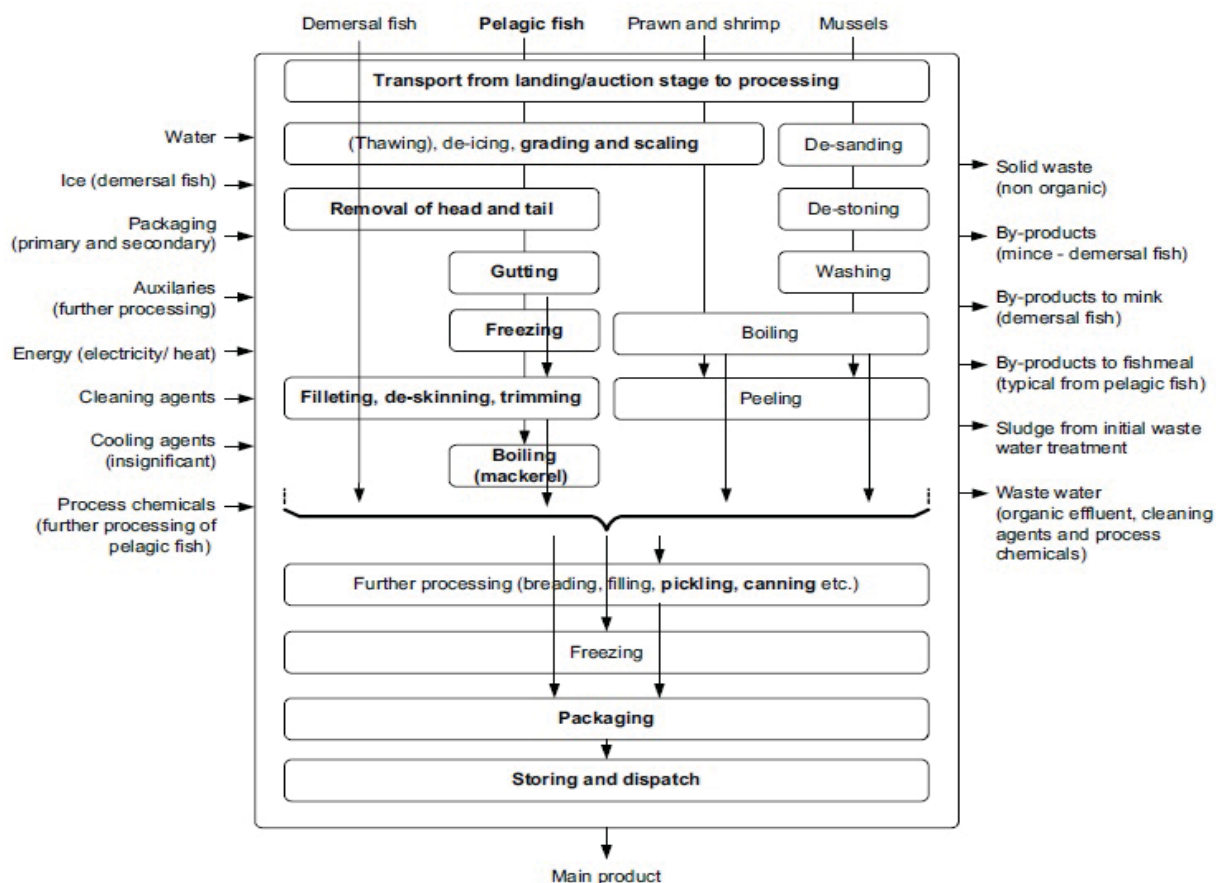 Demersal fish
Pelagic fish
Prawn and shrimp
Mussels
Transport from landing/auction stage to processing
Water
(Thawing), de-icing, grading and scaling
De-sanding
Solid waste
(non organic)
Ice (demersal fish)
Removal of head and tail
De-stoning
Packaging
(primary and secondary)
By-products
(mince - demersal fish)
Gutting
Washing
Auxilaries
(further processing)
By-products to mink
(demersal fish)
Freezing
Boiling
Energy (electricity/ heat)
By-products to fishmeal
(typical from pelagic fish)
Cleaning agents
Filleting, de-skinning, trimming
Peeling
Sludge from initial waste
water treatment
Cooling agents
(insignificant)
Boiling
(mackerel)
Process chemicals
(further processing of
pelagic fish)
Waste water
(organic effluent, cleaning
agents and process
chemicals)
Further processing (breading, filling, pickling, canning etc.)
Freezing
Packaging
Storing and dispatch
Main product